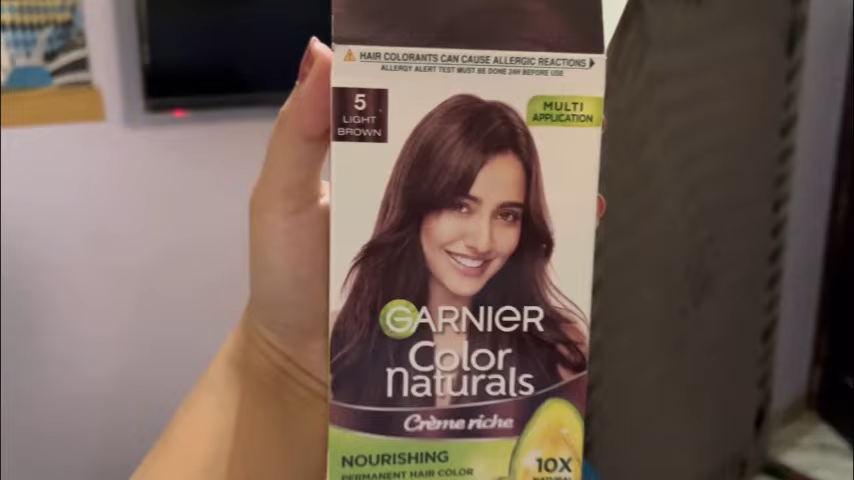 HAIR COLORANTS CAN CAUSE ALLERGIC REACTIONS
ALLERGY ALERT TEST MUST BE DONE 24H BEFORE USE
5
LIGHT
BROWN
MULTI
APPLICATION
GARNIER
Color
Naturals
Crème riche
NOURISHING
PERMANENT HAIR COLOR
10X